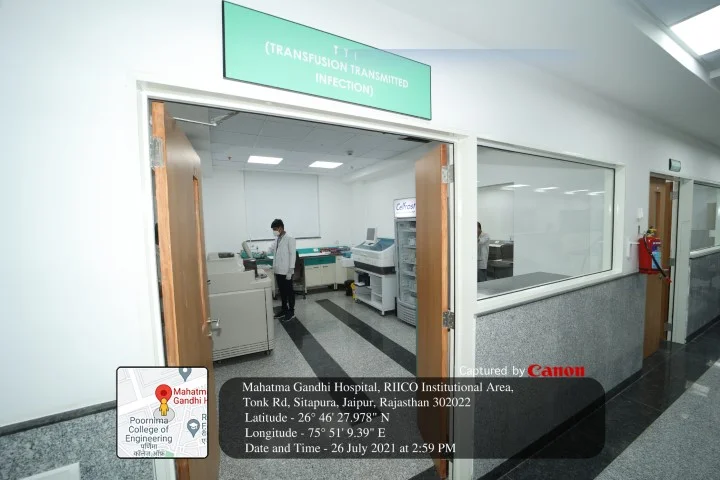 T T I
(TRANSFUSION TRANSMITTED
INFECTION)
Celfrost
Captured by Canon
Mahatma Gandhi Hospital, RIICO Institutional Area,
Tonk Rd, Sitapura, Jaipur, Rajasthan 302022
Latitude - 26° 46' 27.978" N
Longitude - 75° 51' 9.39" E
Date and Time - 26 July 2021 at 2:59 PM
Mahatm
Gandhi H
Poornima
College of
Engineering
पूर्णिमा